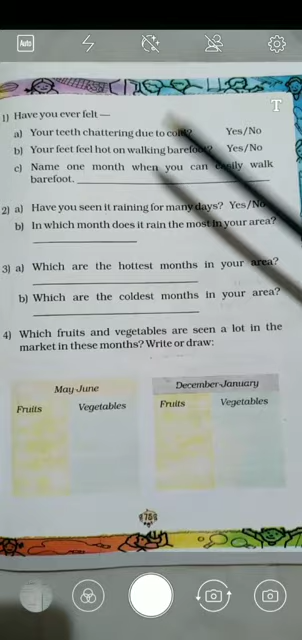 Auto
T
1) Have you ever felt —
a) Your teeth chattering due to cold? Yes/No
b) Your feet feel hot on walking barefoot? Yes/No
c) Name one month when you can easily walk
barefoot.
2) a) Have you seen it raining for many days? Yes/No
b) In which month does it rain the most in your area?
3) a) Which are the hottest months in your area?
b) Which are the coldest months in your area?
4) Which fruits and vegetables are seen a lot in the
market in these months? Write or draw:
May-June
December-January
Fruits Vegetables
Fruits Vegetables